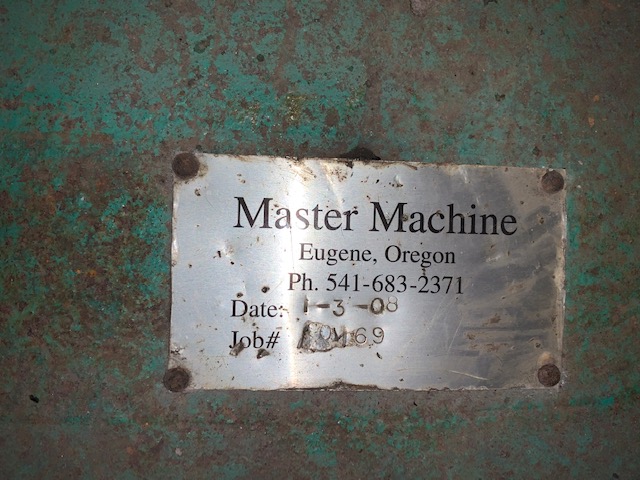 Master Machine
Eugene, Oregon
Ph. 541-683-2371
Date: 1-3-08
Job#